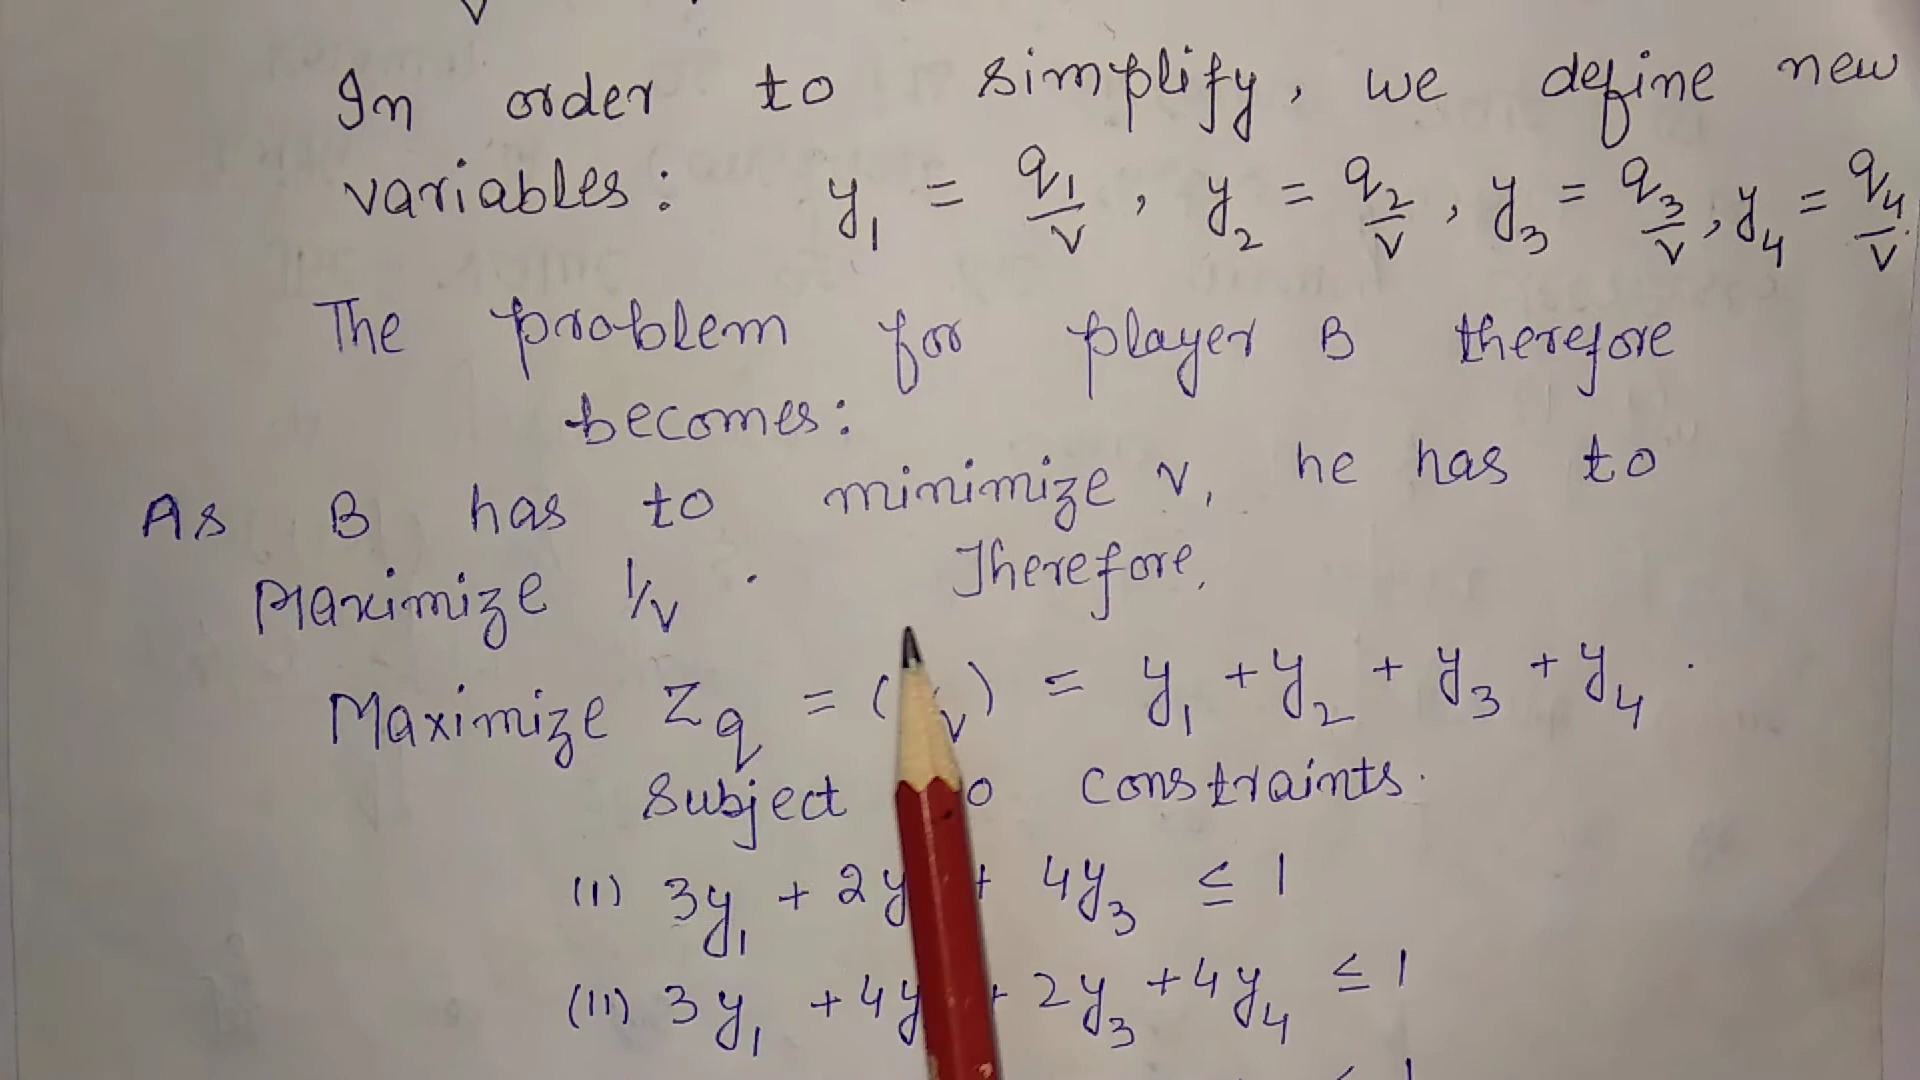 v
In order to simplify, we define new
variables: y₁ = q₁/v, y₂ = q₂/v, y₃ = q₃/v, y₄ = q₄/v.
The problem for player B therefore
becomes:
As B has to minimize v, he has to
Maximize 1/v. Therefore,
Maximize Zq = ( v) = y₁ + y₂ + y₃ + y₄.
Subject o constraints.
(I) 3y₁ + 2y + 4y₃ ≤ 1
(II) 3y₁ + 4y + 2y₃ + 4y₄ ≤ 1